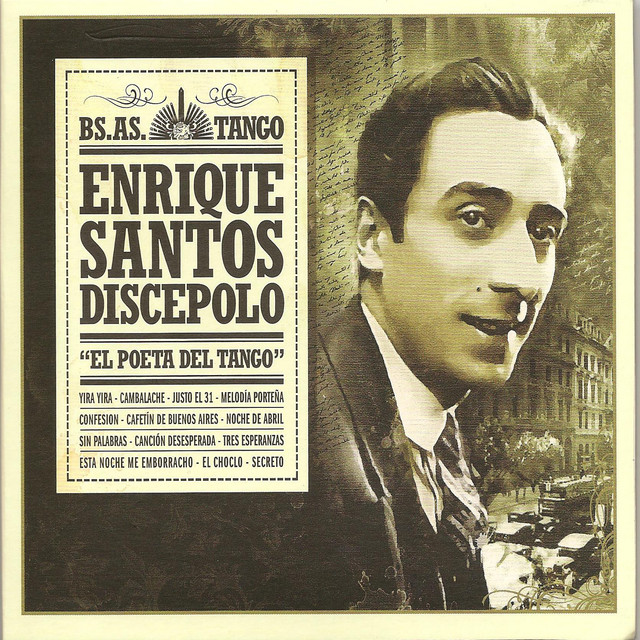 BS.AS. TANGO
ENRIQUE
SANTOS
DISCEPOLO
“EL POETA DEL TANGO”
YIRA YIRA - CAMBALACHE - JUSTO EL 31 - MELODÍA PORTEÑA
CONFESION - CAFETÍN DE BUENOS AIRES - NOCHE DE ABRIL
SIN PALABRAS - CANCIÓN DESESPERADA - TRES ESPERANZAS
ESTA NOCHE ME EMBORRACHO - EL CHOCLO - SECRETO